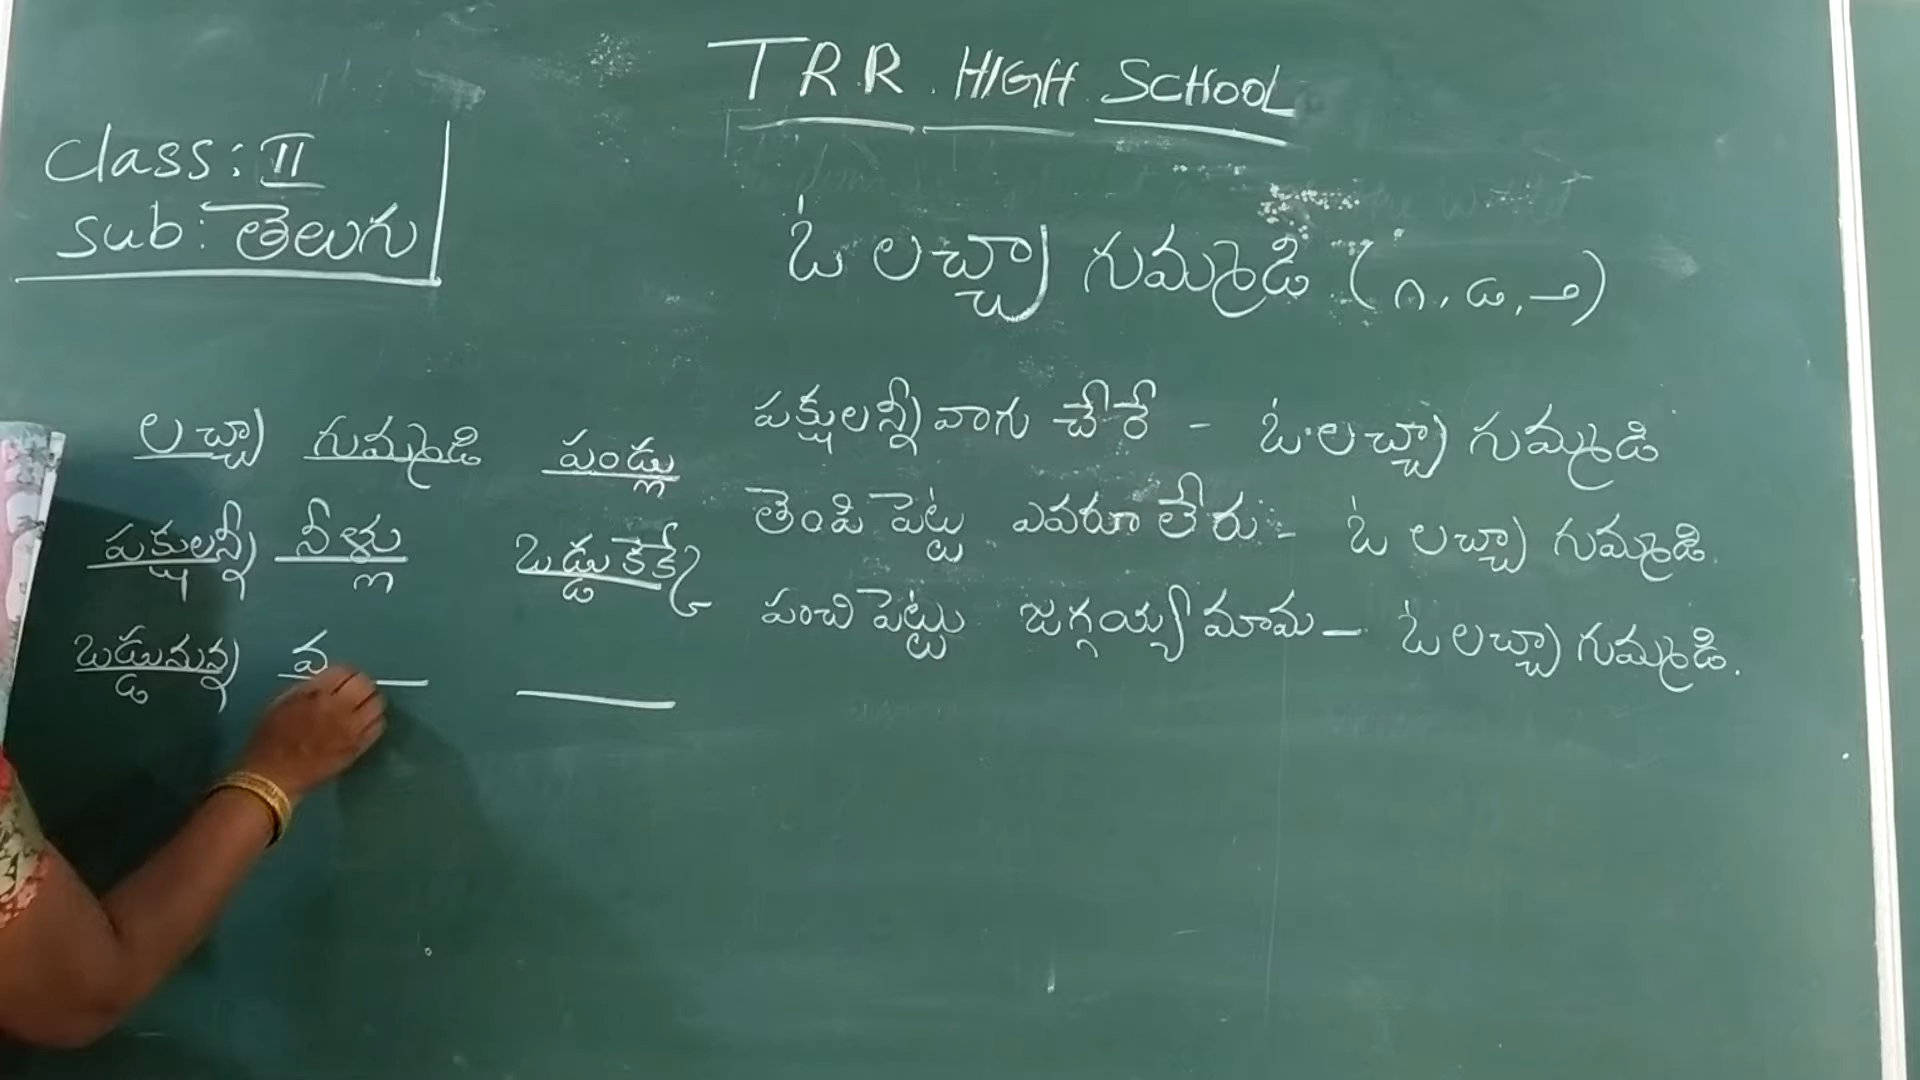 TRR. HIGH SCHOOL
Class: II
Sub: తెలుగు
ఓ లచ్చా గుమ్మాడి (గ, డ, త)
లచ్చా గుమ్మడి పండ్లు
పక్షులన్నీ నీళ్లు ఒడ్డుకెక్కే
ఒడ్డునున్న వ
పక్షులన్నీ వాగు చేరే - ఓ లచ్చా గుమ్మాడి
తెంపి పెట్ట ఎవరూ లేరు - ఓ లచ్చా గుమ్మాడి.
పంచి పెట్టు జగ్గయ్య మామ - ఓ లచ్చా గుమ్మాడి.